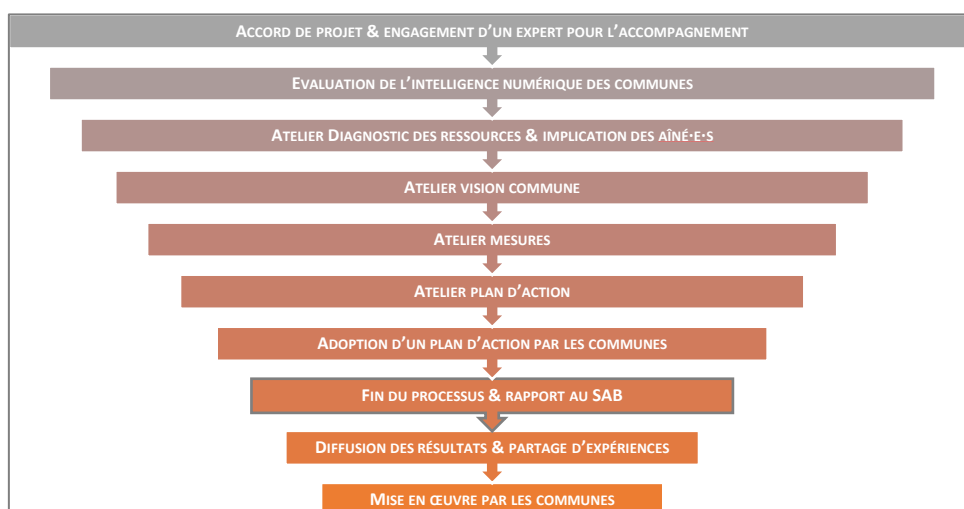 ACCORD DE PROJET & ENGAGEMENT D'UN EXPERT POUR L'ACCOMPAGNEMENT
EVALUATION DE L'INTELLIGENCE NUMÉRIQUE DES COMMUNES
ATELIER DIAGNOSTIC DES RESSOURCES & IMPLICATION DES AÎNÉ·E·S
ATELIER VISION COMMUNE
ATELIER MESURES
ATELIER PLAN D'ACTION
ADOPTION D'UN PLAN D'ACTION PAR LES COMMUNES
FIN DU PROCESSUS & RAPPORT AU SAB
DIFFUSION DES RÉSULTATS & PARTAGE D'EXPÉRIENCES
MISE EN ŒUVRE PAR LES COMMUNES